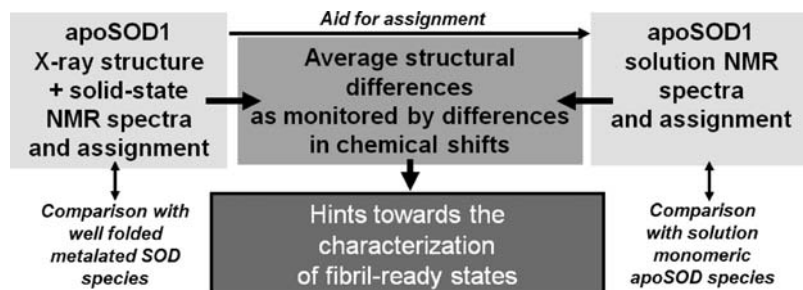 Aid for assignment
apoSOD1
X-ray structure
+ solid-state
NMR spectra
and assignment
Average structural
differences
as monitored by differences
in chemical shifts
apoSOD1
solution NMR
spectra
and assignment
Comparison with
well folded
metalated SOD
species
Hints towards the
characterization
of fibril-ready states
Comparison
with solution
monomeric
apoSOD species